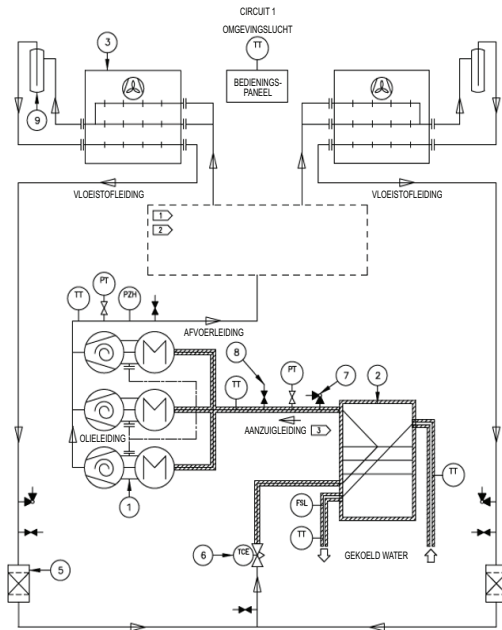 CIRCUIT 1
OMGEVINGSLUCHT
TT
BEDIENINGS-
PANEEL
3
9
VLOEISTOFLEIDING
VLOEISTOFLEIDING
1
2
TT
PT
PZH
AFVOERLEIDING
8
PT
7
2
TT
AANZUIGLEIDING
3
OLIELEIDING
TT
1
FSL
TT
GEKOELD WATER
6
TCE
5